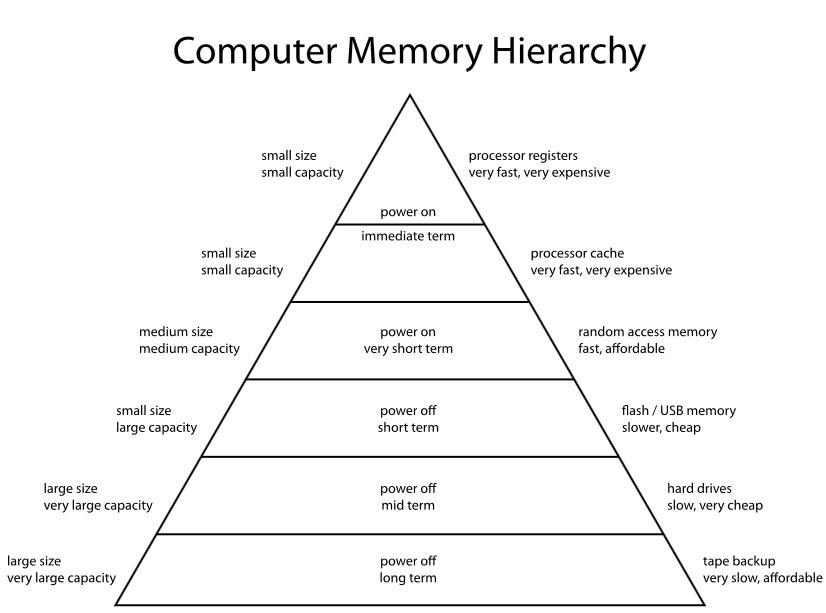 Computer Memory Hierarchy
small size
small capacity
processor registers
very fast, very expensive
power on
immediate term
small size
small capacity
processor cache
very fast, very expensive
medium size
medium capacity
power on
very short term
random access memory
fast, affordable
small size
large capacity
power off
short term
flash / USB memory
slower, cheap
large size
very large capacity
power off
mid term
hard drives
slow, very cheap
large size
very large capacity
power off
long term
tape backup
very slow, affordable